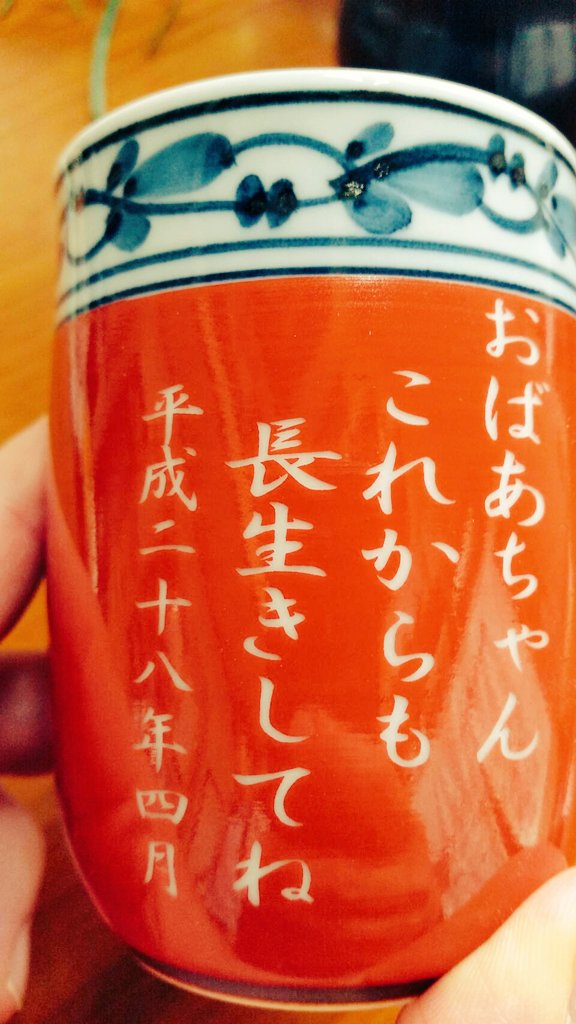 おばあちゃん
これからも
長生きしてね
平成二十八年四月